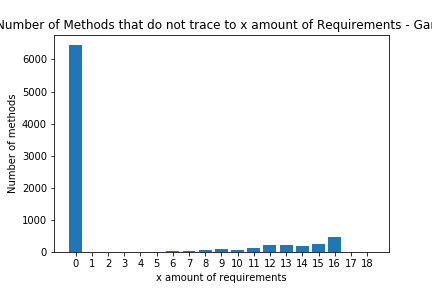 Number of Methods that do not trace to x amount of Requirements - Gan
6000
5000
4000
3000
2000
1000
0
Number of methods
0 1 2 3 4 5 6 7 8 9 10 11 12 13 14 15 16 17 18
x amount of requirements